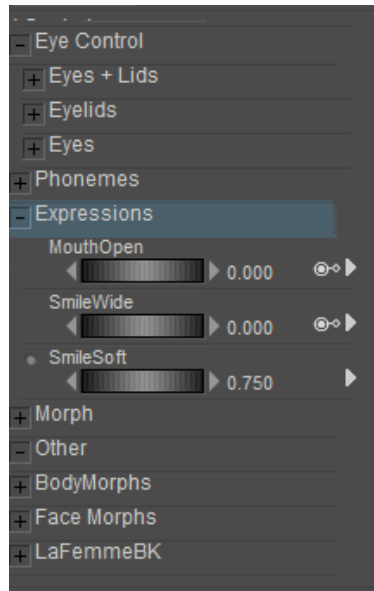 Eye Control
Eyes + Lids
Eyelids
Eyes
Phonemes
Expressions
MouthOpen
0.000
SmileWide
0.000
SmileSoft
0.750
Morph
Other
BodyMorphs
Face Morphs
LaFemmeBK